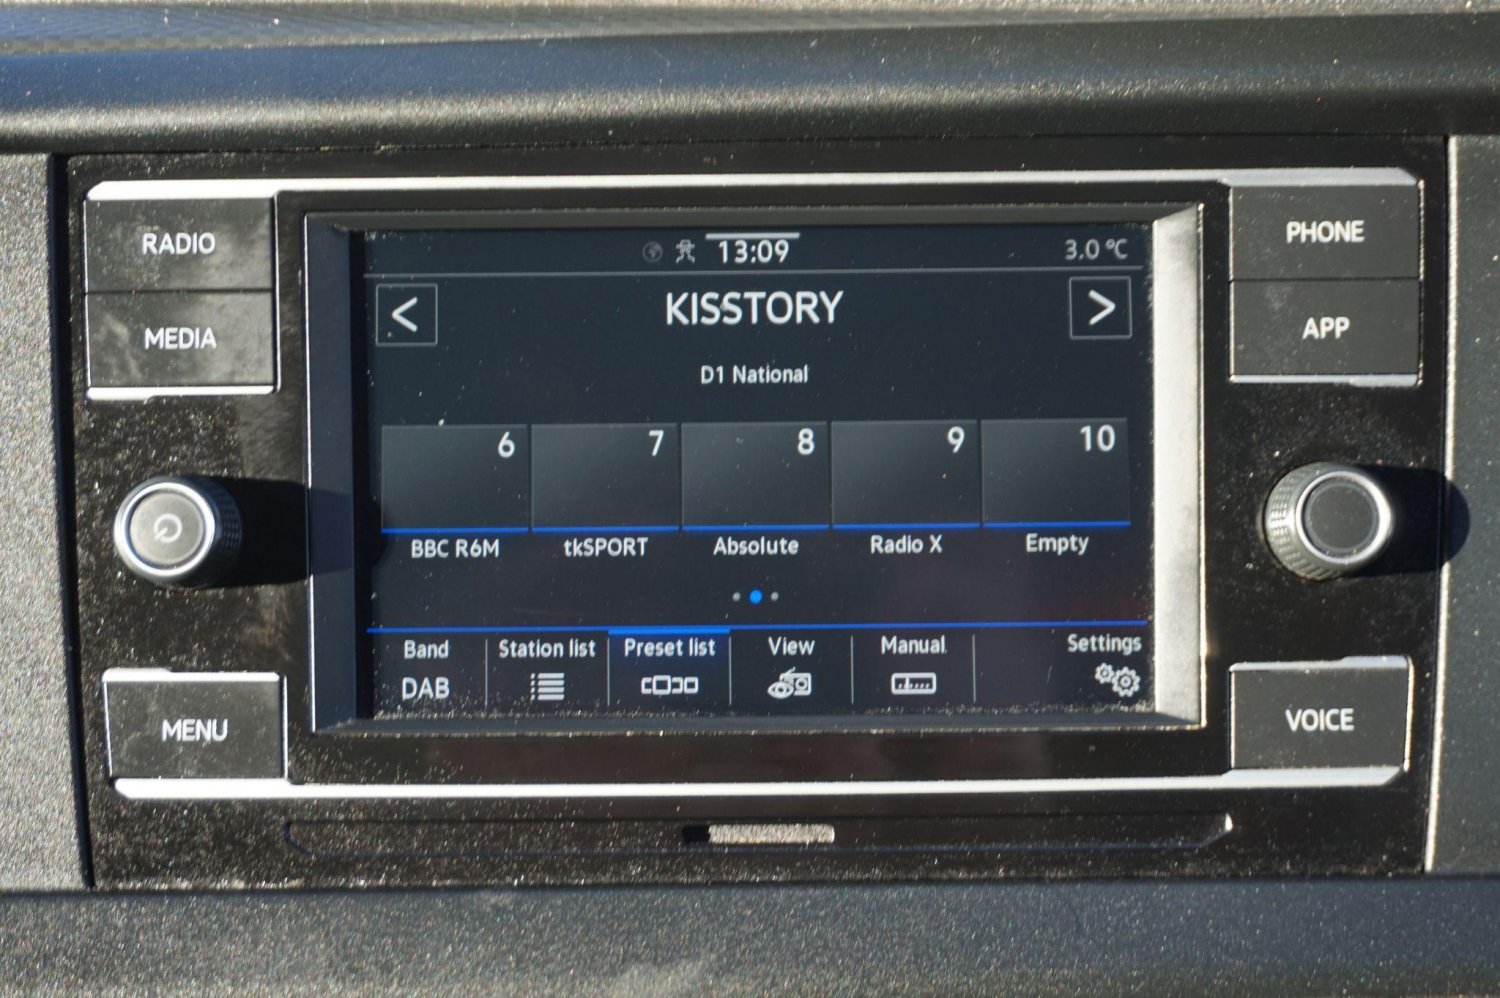 RADIO
MEDIA
MENU
13:09
3.0 °C
<
KISSTORY
>
D1 National
6
7
8
9
10
BBC R6M
tkSPORT
Absolute
Radio X
Empty
Band
Station list
Preset list
View
Manual
Settings
DAB
PHONE
APP
VOICE